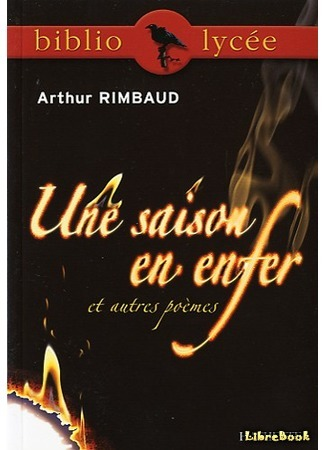 biblio lycée
Arthur RIMBAUD
Une saison
en enfer
et autres poèmes
LibreBook